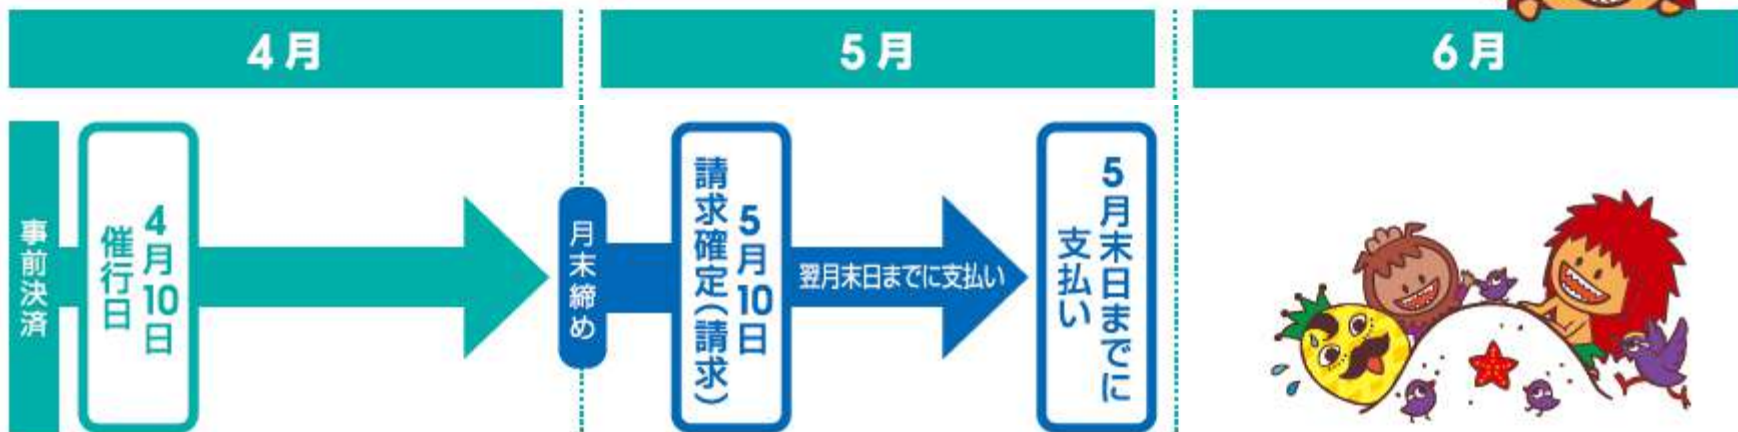 4月
5月
6月
事前決済
4月10日
催行日
月末締め
5月10日
請求確定(請求)
翌月末日までに支払い
5月末日までに
支払い